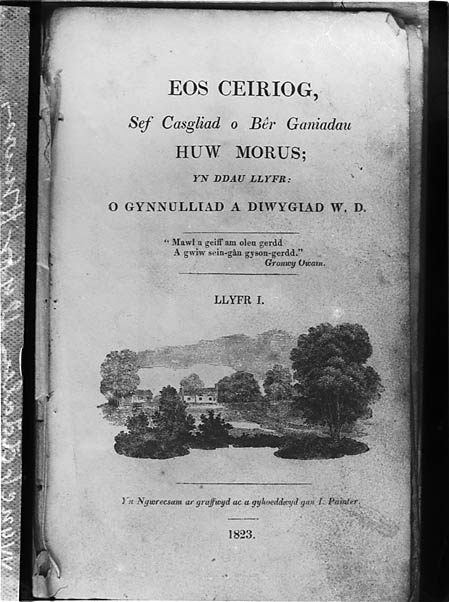 EOS CEIRIOG,
Sef Casgliad o Bêr Ganiadau
HUW MORUS;
YN DDAU LLYFR:
O GYNNULLIAD A DIWYGIAD W. D.
“ Mawl a geiff am oleu gerdd
A gwiw sein-gân gyson-gerdd.”
Gronwy Owain.
LLYFR I.
Yn Ngwrecsam ar graffwyd ac a gyhoeddwyd gan I. Painter.
1823.